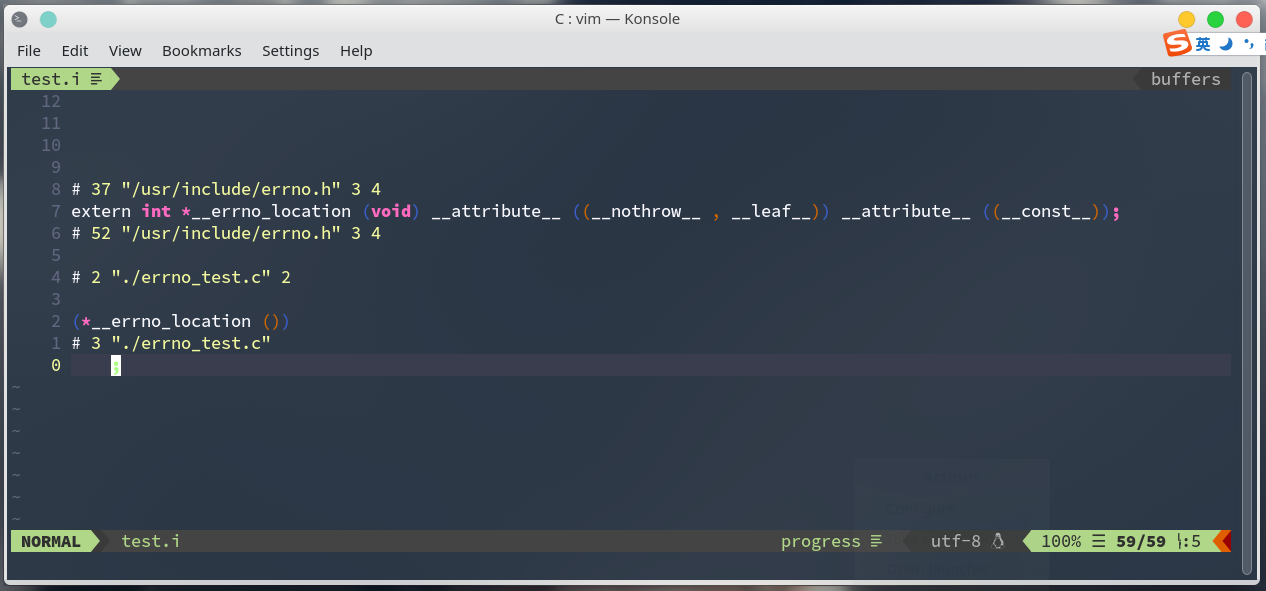 C : vim — Konsole
File Edit View Bookmarks Settings Help
英
test.i buffers
12
11
10
9
8 # 37 "/usr/include/errno.h" 3 4
7 extern int *__errno_location (void) __attribute__ ((__nothrow__ , __leaf__)) __attribute__ ((__const__));
6 # 52 "/usr/include/errno.h" 3 4
5
4 # 2 "./errno_test.c" 2
3
2 (*__errno_location ())
1 # 3 "./errno_test.c"
0 ;
~
~
~
~
~
~
~
NORMAL test.i progress utf-8 100% ☰ 59/59 :5